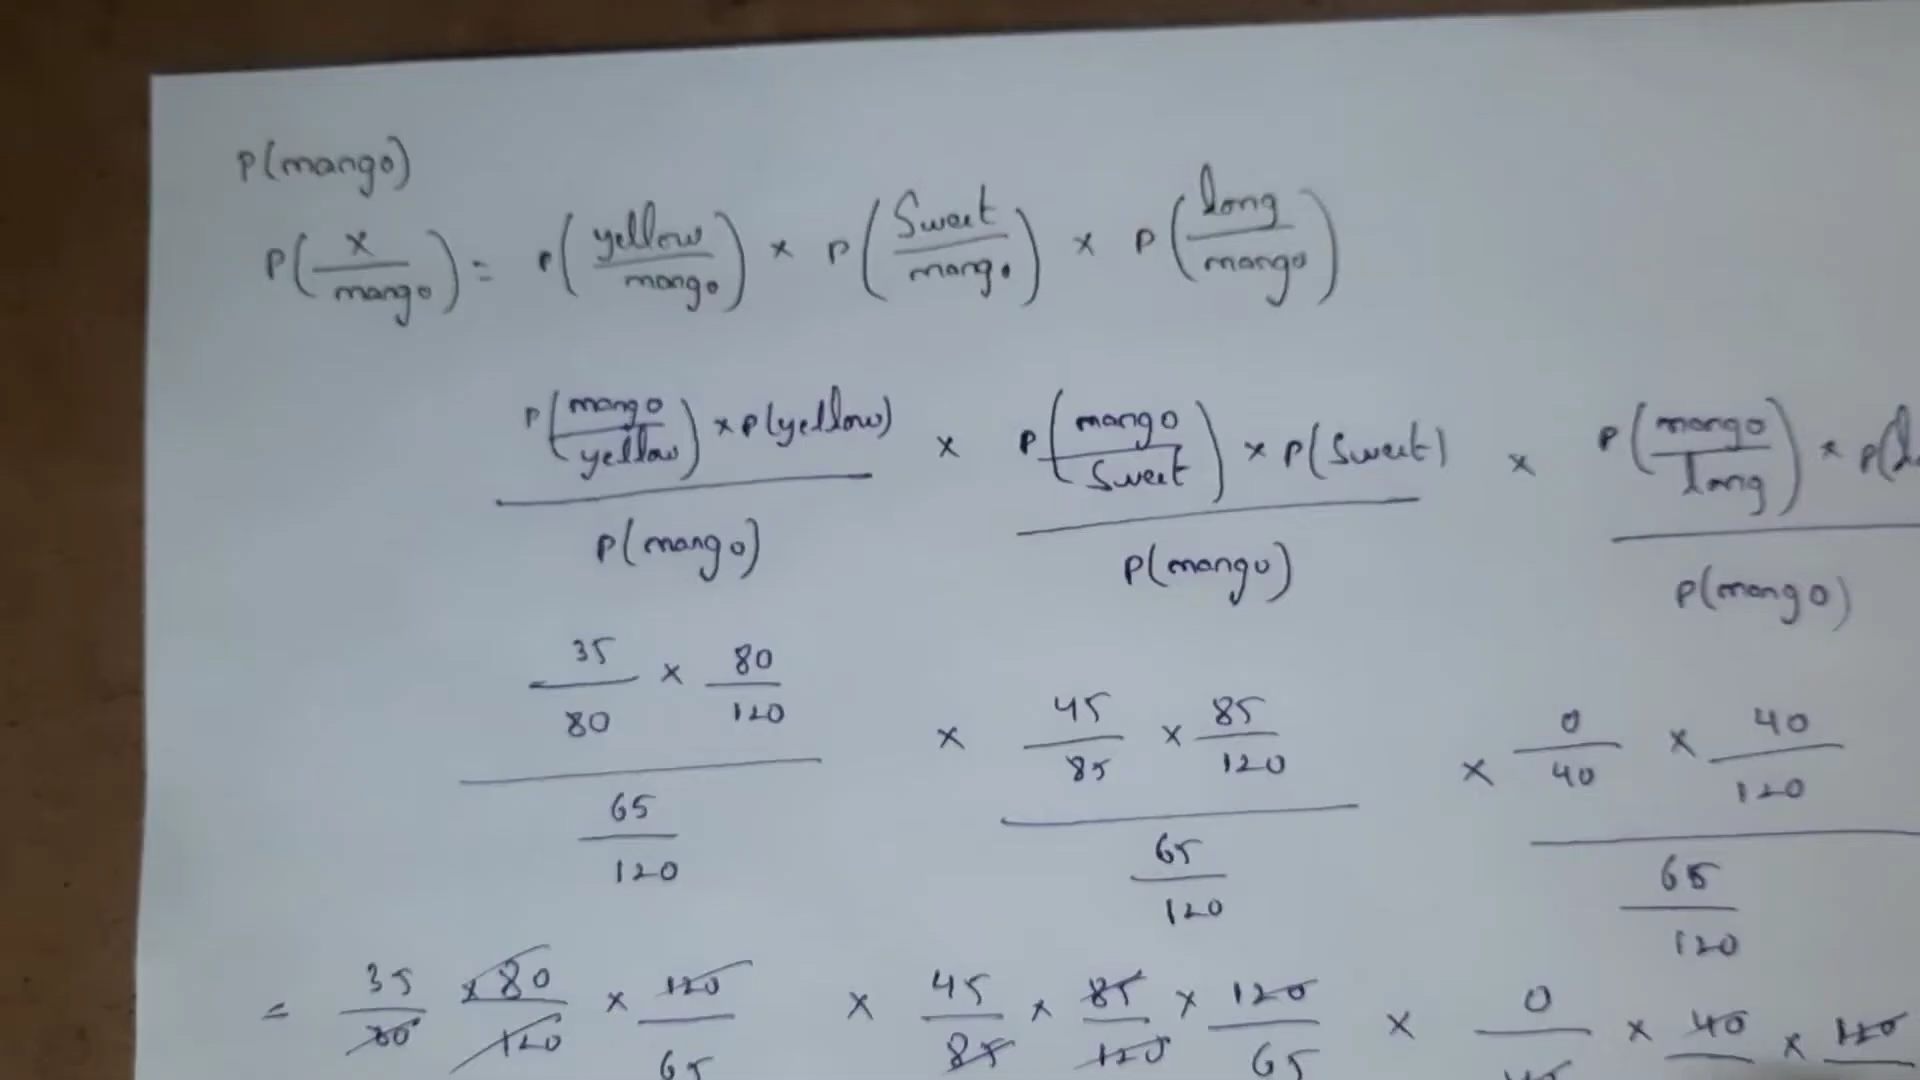 P(mango)
P(x/mango) = P(yellow/mango) × P(Sweet/mango) × P(long/mango)
P(mango/yellow) × P(yellow) / P(mango) × P(mango/Sweet) × P(Sweet) / P(mango) × P(mango/long) × P(l / P(mango)
35/80 × 80/120 / 65/120 × 45/85 × 85/120 / 65/120 × 0/40 × 40/120 / 65/120
= 35/80 × 80/120 × 120/65 × 45/85 × 85/120 × 120/65 × 0/40 × 40 × 120